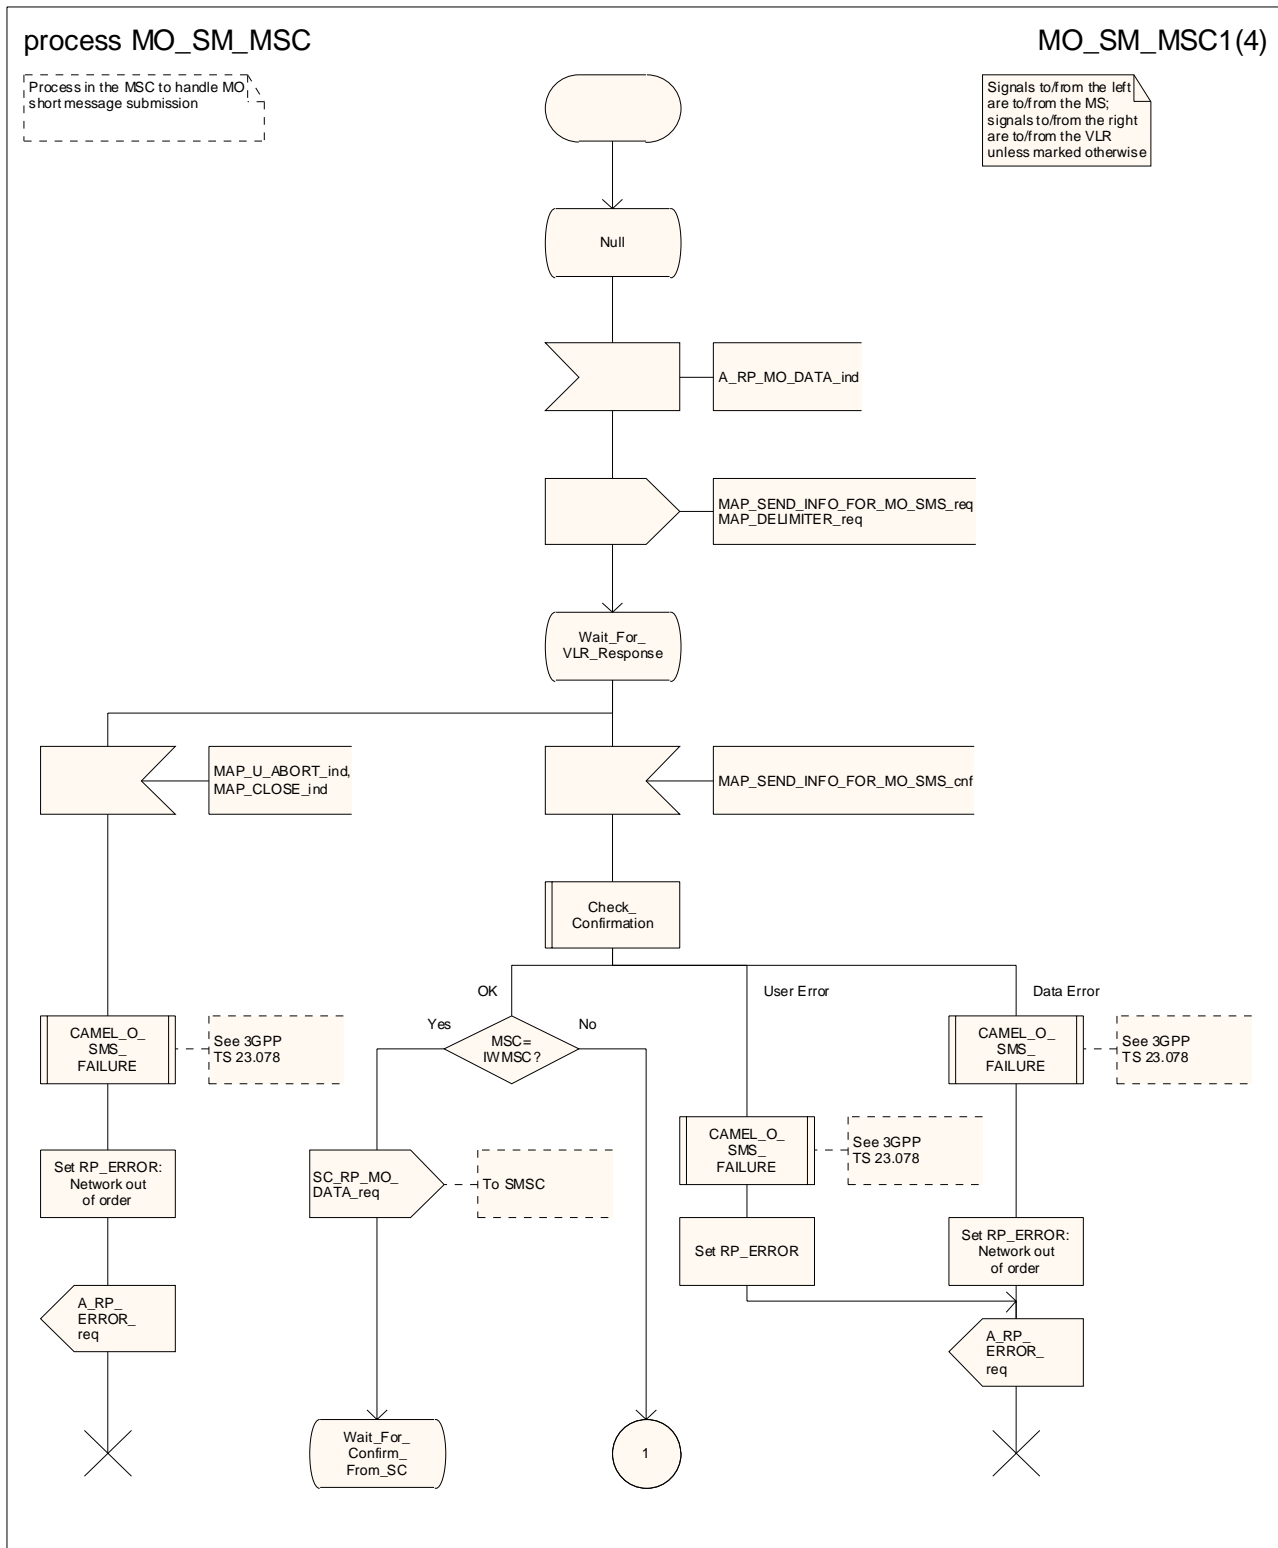 process MO_SM_MSC
MO_SM_MSC1(4)
Process in the MSC to handle MO
short message submission
Signals to/from the left
are to/from the MS;
signals to/from the right
are to/from the VLR
unless marked otherwise
Null
A_RP_MO_DATA_ind
MAP_SEND_INFO_FOR_MO_SMS_req
MAP_DELIMITER_req
Wait_For_
VLR_Response
MAP_U_ABORT_ind,
MAP_CLOSE_ind
MAP_SEND_INFO_FOR_MO_SMS_cnf
Check_
Confirmation
OK
User Error
Data Error
Yes
No
MSC=
IWMSC?
CAMEL_O_
SMS_
FAILURE
See 3GPP
TS 23.078
CAMEL_O_
SMS_
FAILURE
See 3GPP
TS 23.078
CAMEL_O_
SMS_
FAILURE
See 3GPP
TS 23.078
Set RP_ERROR:
Network out
of order
SC_RP_MO_
DATA_req
To SMSC
Set RP_ERROR
Set RP_ERROR:
Network out
of order
A_RP_
ERROR_
req
A_RP_
ERROR_
req
Wait_For_
Confirm_
From_SC
1